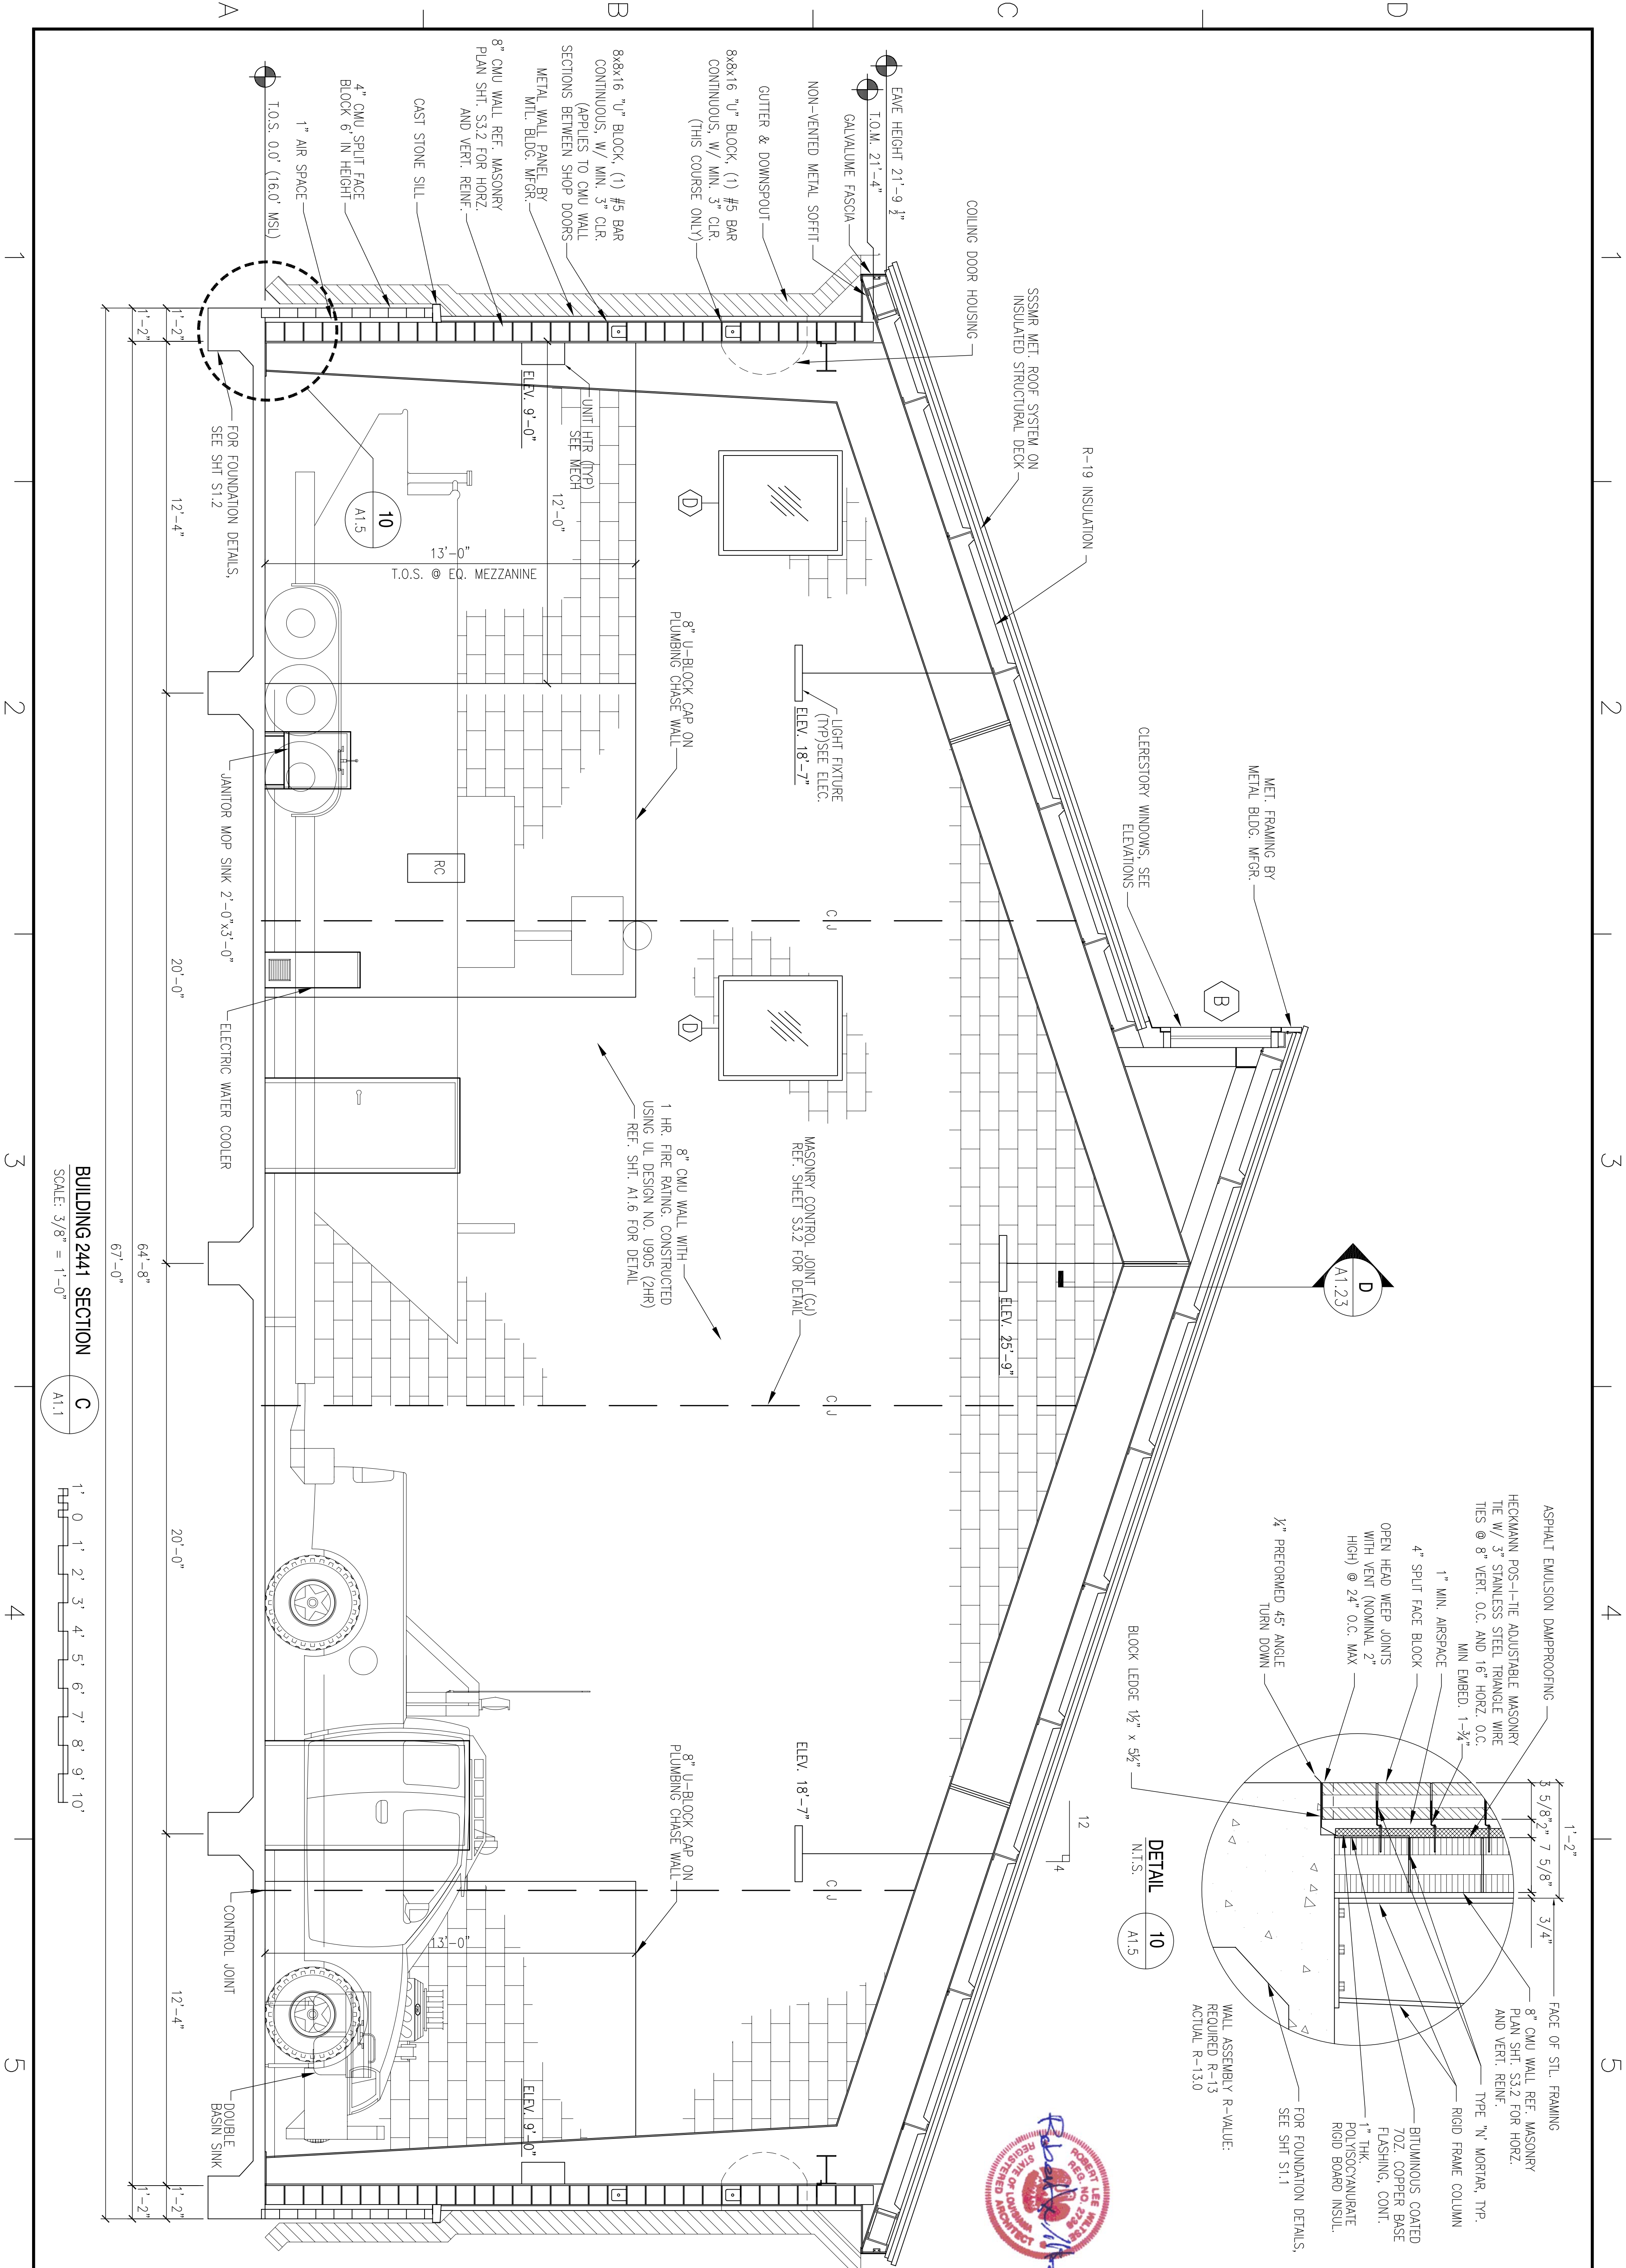 1
2
3
4
5
D
C
B
A
EAVE HEIGHT 21'-9 ½"
T.O.M. 21'-4"
GALVALUME FASCIA
NON-VENTED METAL SOFFIT
GUTTER & DOWNSPOUT
8x8x16 "U" BLOCK, (1) #5 BAR
CONTINUOUS, W/ MIN. 3" CLR.
(THIS COURSE ONLY)
8x8x16 "U" BLOCK, (1) #5 BAR
CONTINUOUS, W/ MIN. 3" CLR.
(APPLIES TO CMU WALL
SECTIONS BETWEEN SHOP DOORS
METAL WALL PANEL BY
MTL. BLDG. MFGR.
8" CMU WALL REF. MASONRY
PLAN SHT. S3.2 FOR HORZ.
AND VERT. REINF.
CAST STONE SILL
4" CMU SPLIT FACE
BLOCK 6' IN HEIGHT
1" AIR SPACE
T.O.S. 0.0' (16.0' MSL)
COILING DOOR HOUSING
SSSMR MET. ROOF SYSTEM ON
INSULATED STRUCTURAL DECK
R-19 INSULATION
CLERESTORY WINDOWS, SEE
ELEVATIONS
MET. FRAMING BY
METAL BLDG. MFGR.
B
D
A1.23
12
4
LIGHT FIXTURE
(TYP)SEE ELEC.
ELEV. 18'-7"
ELEV. 25'-9"
ELEV. 18'-7"
D
D
UNIT HTR (TYP)
SEE MECH
ELEV. 9'-0"
12'-0"
13'-0"
T.O.S. @ EQ. MEZZANINE
10
A1.5
8" U-BLOCK CAP ON
PLUMBING CHASE WALL
RC
CJ
CJ
CJ
MASONRY CONTROL JOINT (CJ)
REF. SHEET S3.2 FOR DETAIL
8" CMU WALL WITH
1 HR. FIRE RATING. CONSTRUCTED
USING UL DESIGN NO. U905 (2HR)
REF. SHT. A1.6 FOR DETAIL
8" U-BLOCK CAP ON
PLUMBING CHASE WALL
13'-0"
ELEV. 9'-0"
FOR FOUNDATION DETAILS,
SEE SHT S1.2
JANITOR MOP SINK 2'-0"x3'-0"
ELECTRIC WATER COOLER
CONTROL JOINT
DOUBLE
BASIN SINK
1'-2"
12'-4"
20'-0"
20'-0"
12'-4"
1'-2"
1'-2"
64'-8"
1'-2"
67'-0"
BUILDING 2441 SECTION
SCALE: 3/8" = 1'-0"
C
A1.1
1' 0 1' 2' 3' 4' 5' 6' 7' 8' 9' 10'
ASPHALT EMULSION DAMPPROOFING
HECKMANN POS-I-TIE ADJUSTABLE MASONRY
TIE W/ 3" STAINLESS STEEL TRIANGLE WIRE
TIES @ 8" VERT. O.C. AND 16" HORZ. O.C.
MIN EMBED. 1-¾"
1" MIN. AIRSPACE
4" SPLIT FACE BLOCK
OPEN HEAD WEEP JOINTS
WITH VENT (NOMINAL 2"
HIGH) @ 24" O.C. MAX
¼" PREFORMED 45° ANGLE
TURN DOWN
BLOCK LEDGE 1½" x 5½"
1'-2"
3 5/8"
2"
7 5/8"
3/4"
FACE OF STL. FRAMING
8" CMU WALL REF. MASONRY
PLAN SHT. S3.2 FOR HORZ.
AND VERT. REINF.
RIGID FRAME COLUMN
TYPE "N" MORTAR, TYP.
BITUMINOUS COATED
7OZ. COPPER BASE
FLASHING, CONT.
1" THK.
POLYISOCYANURATE
RIGID BOARD INSUL.
FOR FOUNDATION DETAILS,
SEE SHT S1.1
WALL ASSEMBLY R-VALUE:
REQUIRED R-13
ACTUAL R-13.0
DETAIL
N.T.S.
10
A1.5
ROBERT LEE WILTSE
REG. NO. 2736
STATE OF LOUISIANA
REGISTERED ARCHITECT
1
2
3
4
5